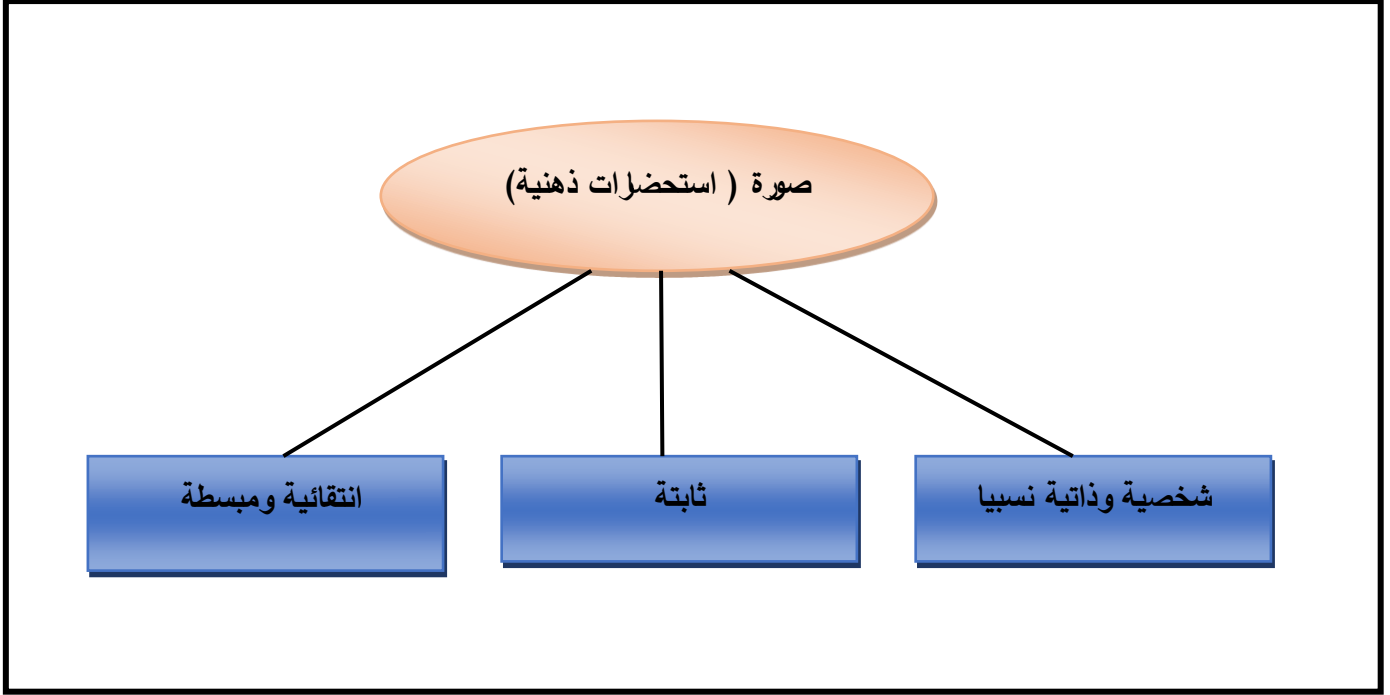 صورة ( استحضارات ذهنية)
شخصية وذاتية نسبيا
ثابتة
انتقائية ومبسطة